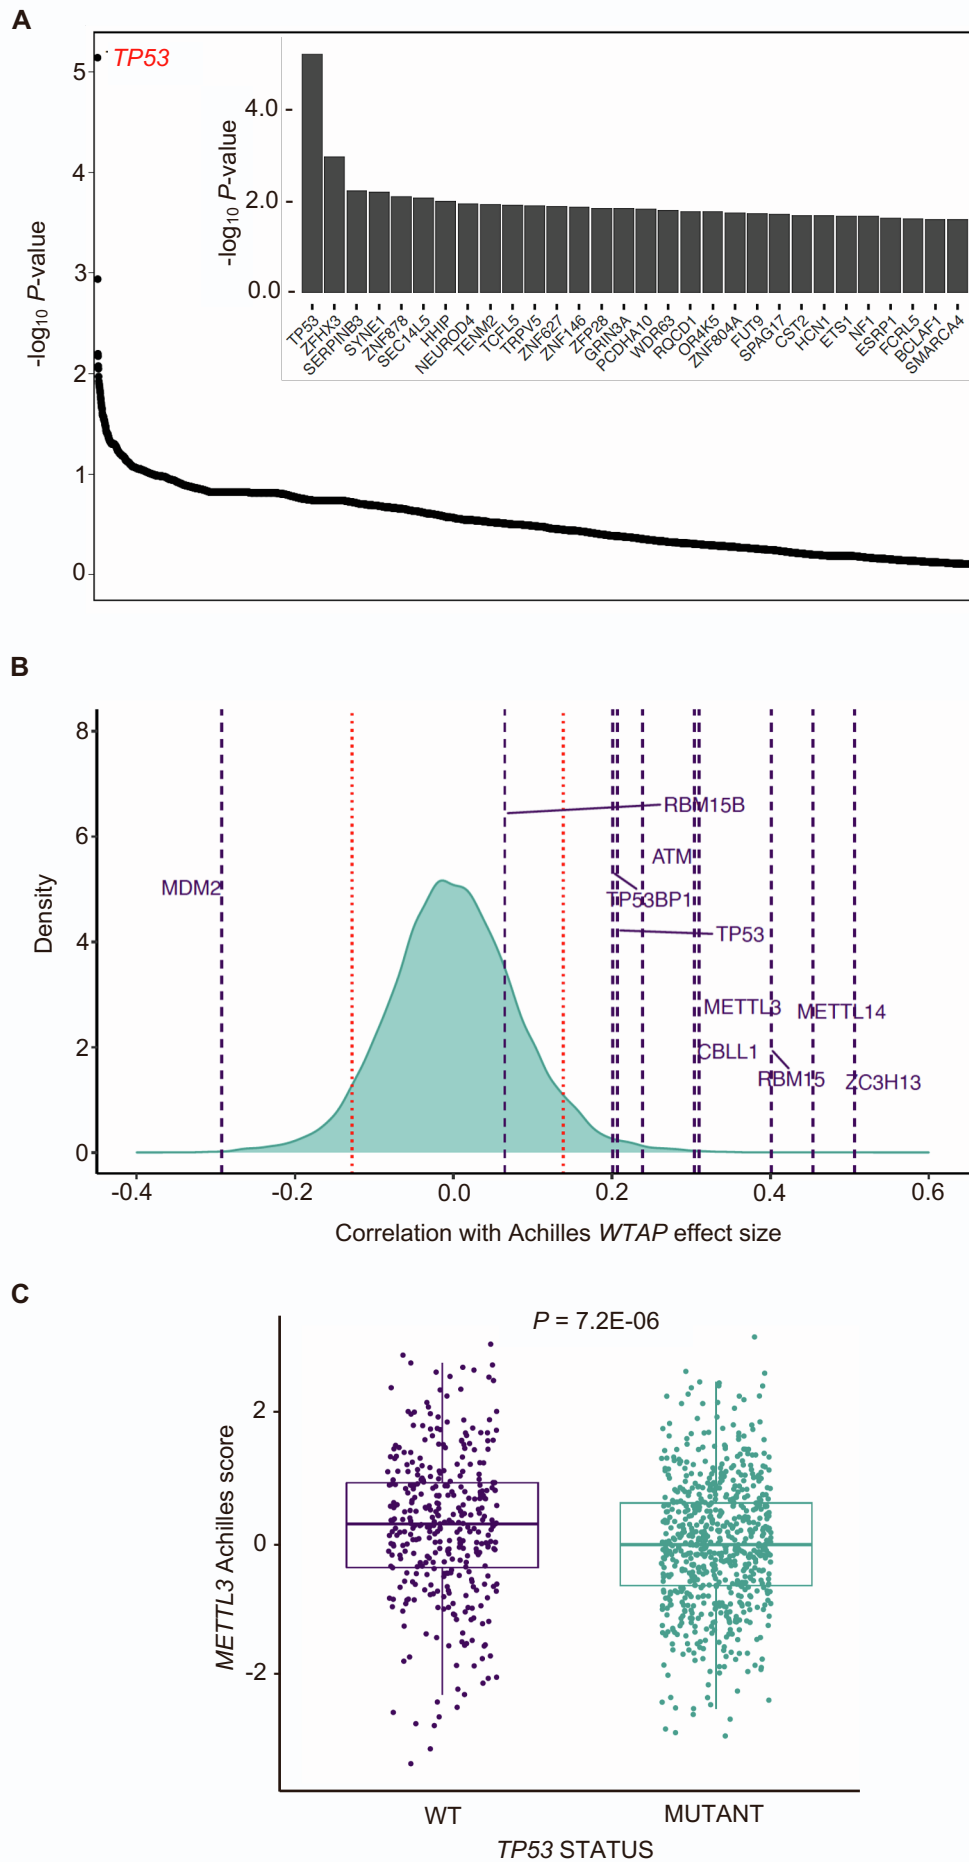 A
TP53
5
4
3
2
1
0
-log10 P-value
4.0
2.0
0.0
-log10 P-value
TP53
ZFHX3
SERPINB3
SYNE1
ZNF878
SEC14L5
HHIP
NEUROD4
TENM2
TCFL5
TRPV5
ZNF627
ZNF146
ZFP28
GRIN3A
PCDHA10
WDR63
RQCD1
OR4K5
ZNF804A
FUT9
SPAG17
CST2
HCN1
ETS1
NF1
ESRP1
FCRL5
BCLAF1
SMARCA4
B
8
6
4
2
0
Density
MDM2
RBM15B
ATM
TP53BP1
TP53
METTL3
METTL14
CBLL1
RBM15
ZC3H13
-0.4
-0.2
0.0
0.2
0.4
0.6
Correlation with Achilles WTAP effect size
C
P = 7.2E-06
2
0
-2
METTL3 Achilles score
WT
MUTANT
TP53 STATUS